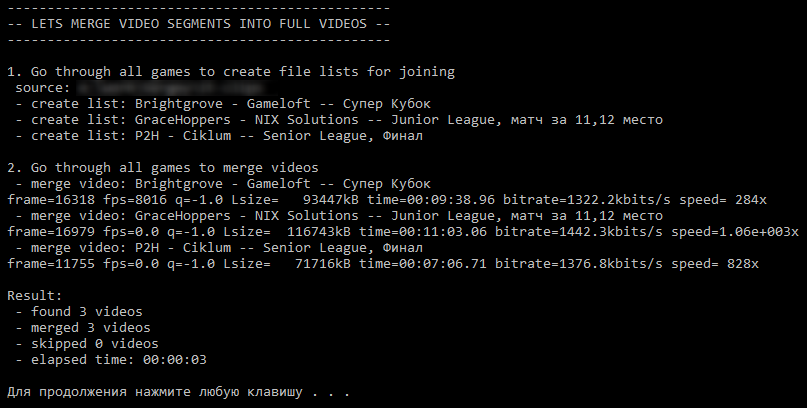 ------------------------------------------------
-- LETS MERGE VIDEO SEGMENTS INTO FULL VIDEOS --
------------------------------------------------
1. Go through all games to create file lists for joining
source:
- create list: Brightgrove - Gameloft -- Супер Кубок
- create list: GraceHoppers - NIX Solutions -- Junior League, матч за 11,12 место
- create list: P2H - Ciklum -- Senior League, Финал
2. Go through all games to merge videos
- merge video: Brightgrove - Gameloft -- Супер Кубок
frame=16318 fps=8016 q=-1.0 Lsize=   93447kB time=00:09:38.96 bitrate=1322.2kbits/s speed= 284x
- merge video: GraceHoppers - NIX Solutions -- Junior League, матч за 11,12 место
frame=16979 fps=0.0 q=-1.0 Lsize=  116743kB time=00:11:03.06 bitrate=1442.3kbits/s speed=1.06e+003x
- merge video: P2H - Ciklum -- Senior League, Финал
frame=11755 fps=0.0 q=-1.0 Lsize=   71716kB time=00:07:06.71 bitrate=1376.8kbits/s speed= 828x
Result:
- found 3 videos
- merged 3 videos
- skipped 0 videos
- elapsed time: 00:00:03
Для продолжения нажмите любую клавишу . . .